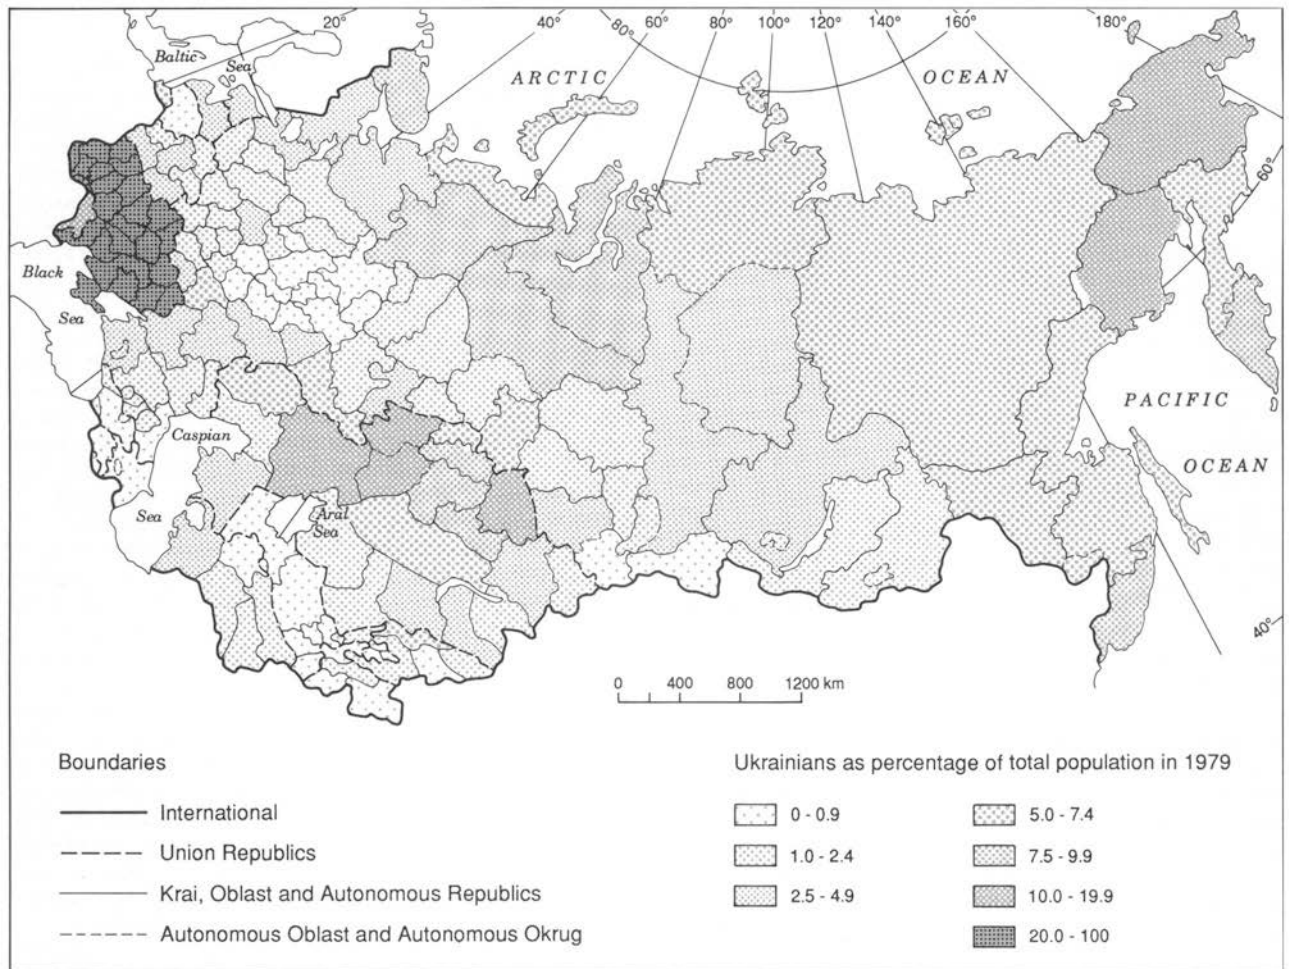 20° 40° 60° 80° 100° 120° 140° 160° 180°
80°
Baltic
Sea
ARCTIC
OCEAN
60°
Black
Sea
PACIFIC
OCEAN
Caspian
Sea
Aral
Sea
40°
0 400 800 1200 km
Boundaries
International
Union Republics
Krai, Oblast and Autonomous Republics
Autonomous Oblast and Autonomous Okrug
Ukrainians as percentage of total population in 1979
0 - 0.9
1.0 - 2.4
2.5 - 4.9
5.0 - 7.4
7.5 - 9.9
10.0 - 19.9
20.0 - 100